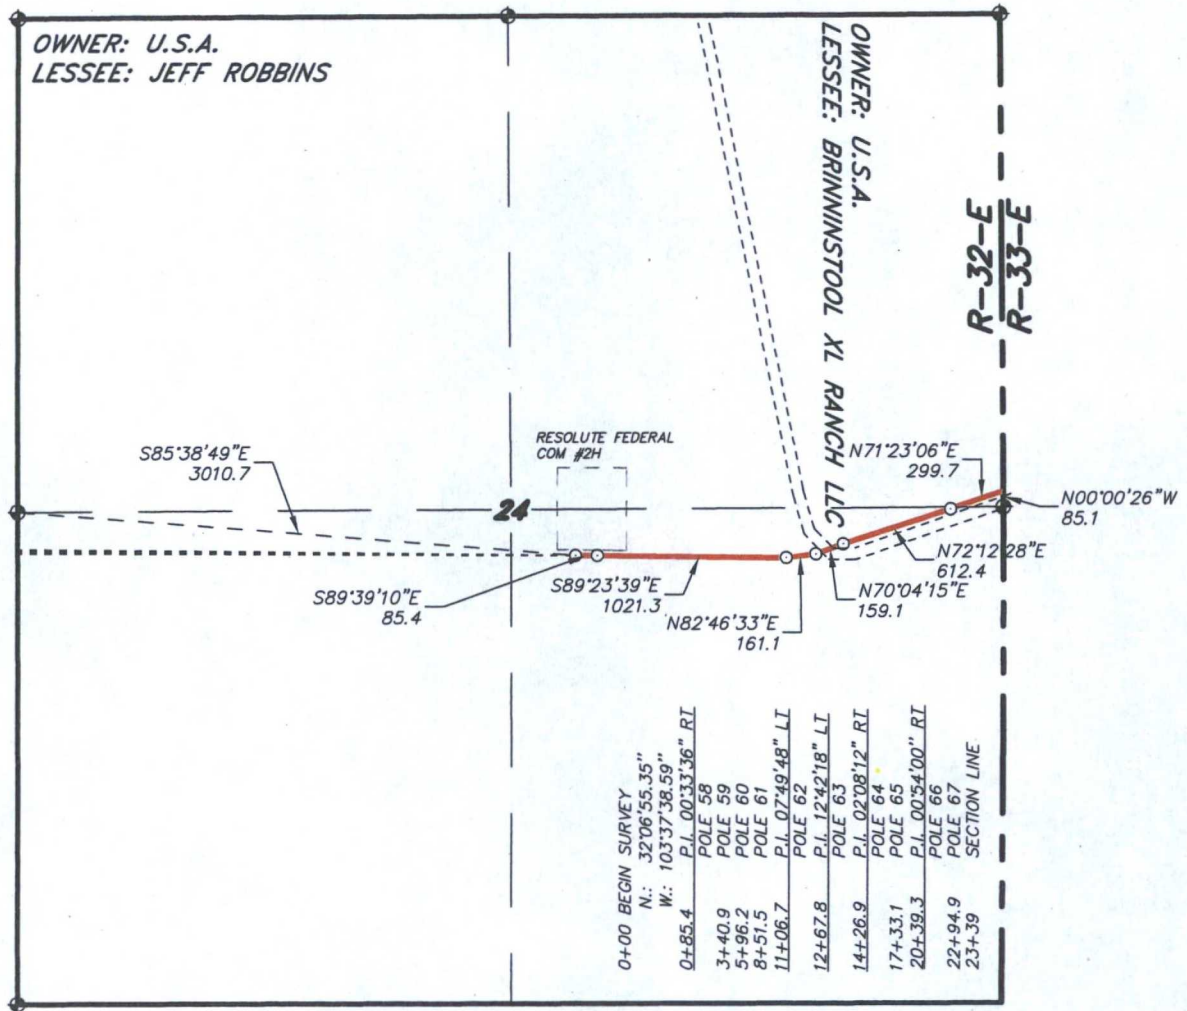 OWNER: U.S.A.
LESSEE: JEFF ROBBINS
OWNER: U.S.A.
LESSEE: BRINNINSTOOL XL RANCH LLC
R-32-E
R-33-E
S85°38'49"E
3010.7
RESOLUTE FEDERAL
COM #2H
24
N71°23'06"E
299.7
N00°00'26"W
85.1
S89°39'10"E
85.4
S89°23'39"E
1021.3
N82°46'33"E
161.1
N70°04'15"E
159.1
N72°12'28"E
612.4
0+00 BEGIN SURVEY
N.: 32°06'55.35"
W.: 103°37'38.59"
0+85.4 P.I. 00°33'36" RT
POLE 58
3+40.9 POLE 59
5+96.2 POLE 60
8+51.5 POLE 61
11+06.7 P.I. 07°49'48" LT
POLE 62
12+67.8 P.I. 12°42'18" LT
POLE 63
14+26.9 P.I. 02°08'12" RT
POLE 64
17+33.1 POLE 65
20+39.3 P.I. 00°54'00" RT
POLE 66
22+94.9 POLE 67
23+39 SECTION LINE